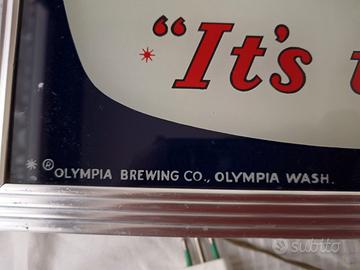 “It's
*
* ® OLYMPIA BREWING CO., OLYMPIA WASH.
subito